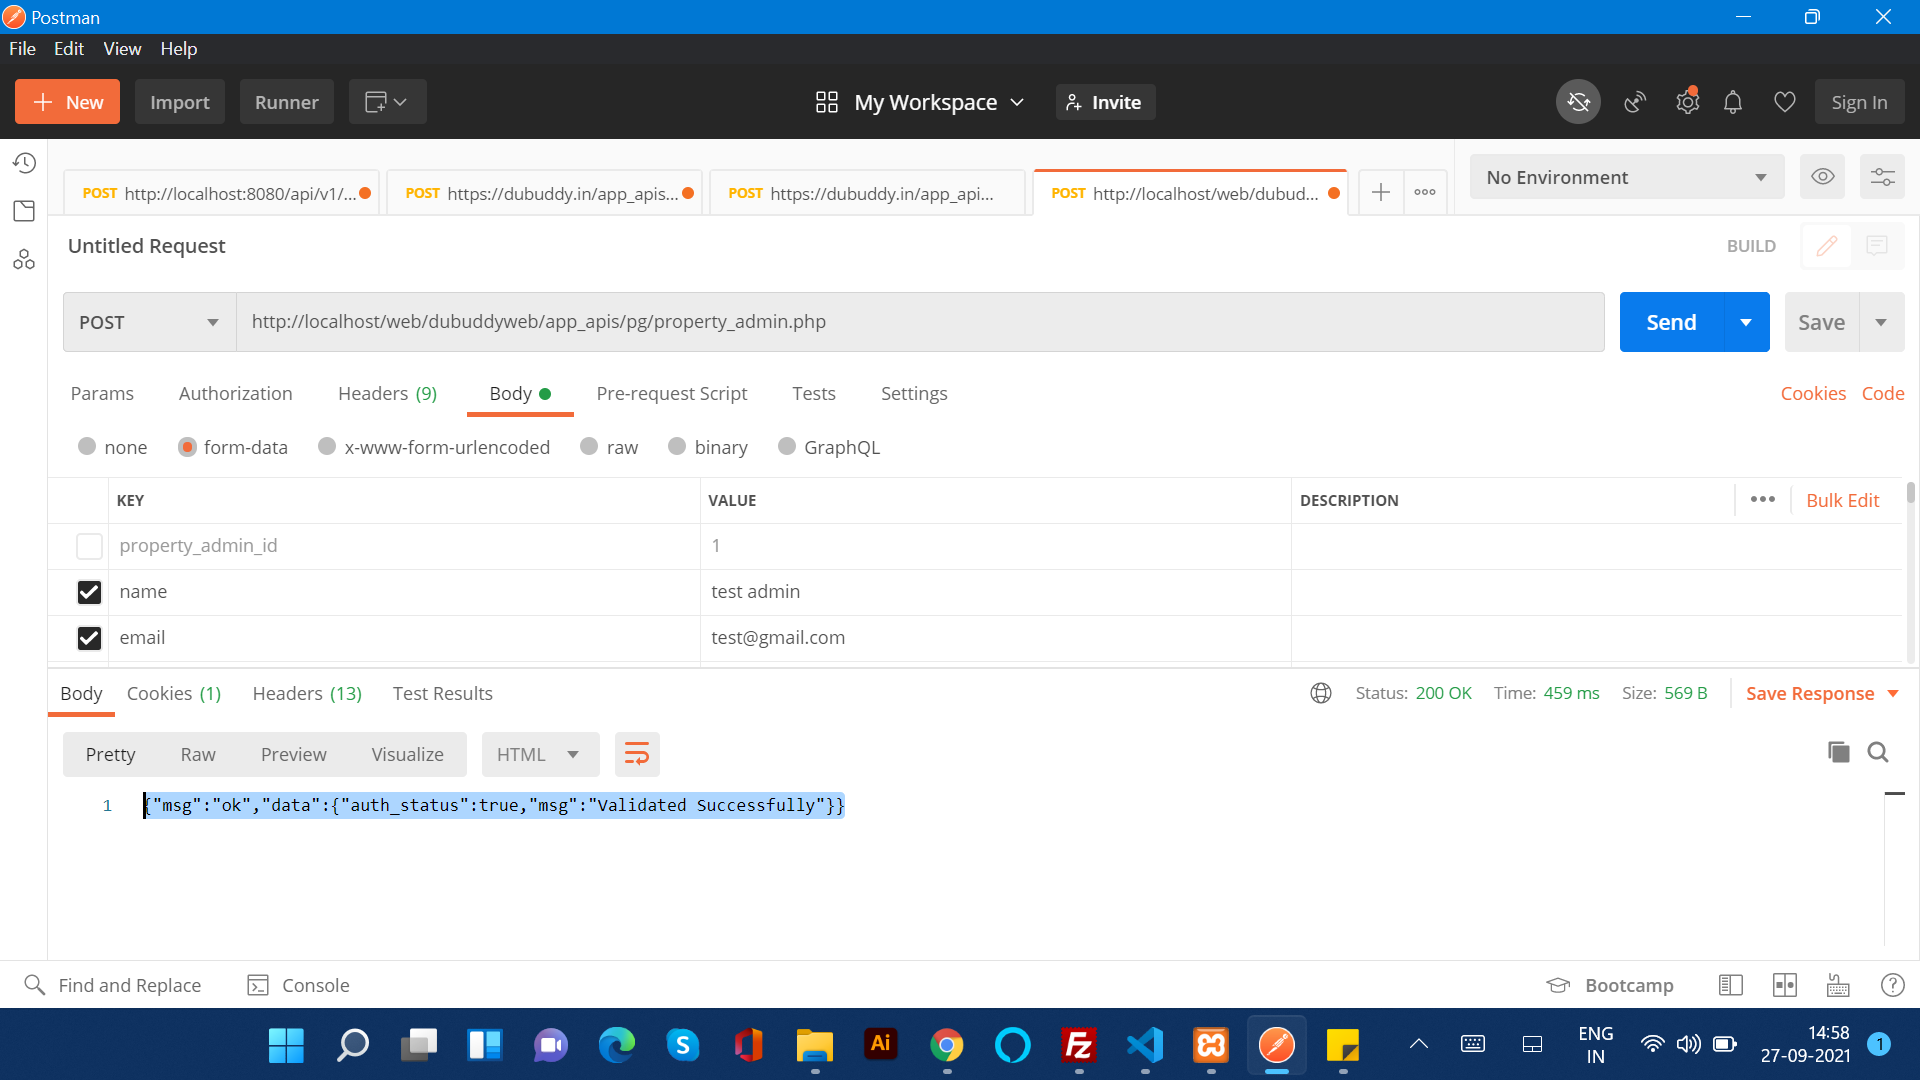 Postman
File Edit View Help
New Import Runner My Workspace Invite Sign In
POST http://localhost:8080/api/v1/... POST https://dubuddy.in/app_apis... POST https://dubuddy.in/app_api... POST http://localhost/web/dubud... No Environment
Untitled Request BUILD
POST http://localhost/web/dubuddyweb/app_apis/pg/property_admin.php Send Save
Params Authorization Headers (9) Body Pre-request Script Tests Settings Cookies Code
none form-data x-www-form-urlencoded raw binary GraphQL
KEY VALUE DESCRIPTION Bulk Edit
property_admin_id 1
name test admin
email test@gmail.com
Body Cookies (1) Headers (13) Test Results Status: 200 OK Time: 459 ms Size: 569 B Save Response
Pretty Raw Preview Visualize HTML
1 {"msg":"ok","data":{"auth_status":true,"msg":"Validated Successfully"}}
Find and Replace Console Bootcamp
S Ai Fz ENG 14:58 1
IN 27-09-2021